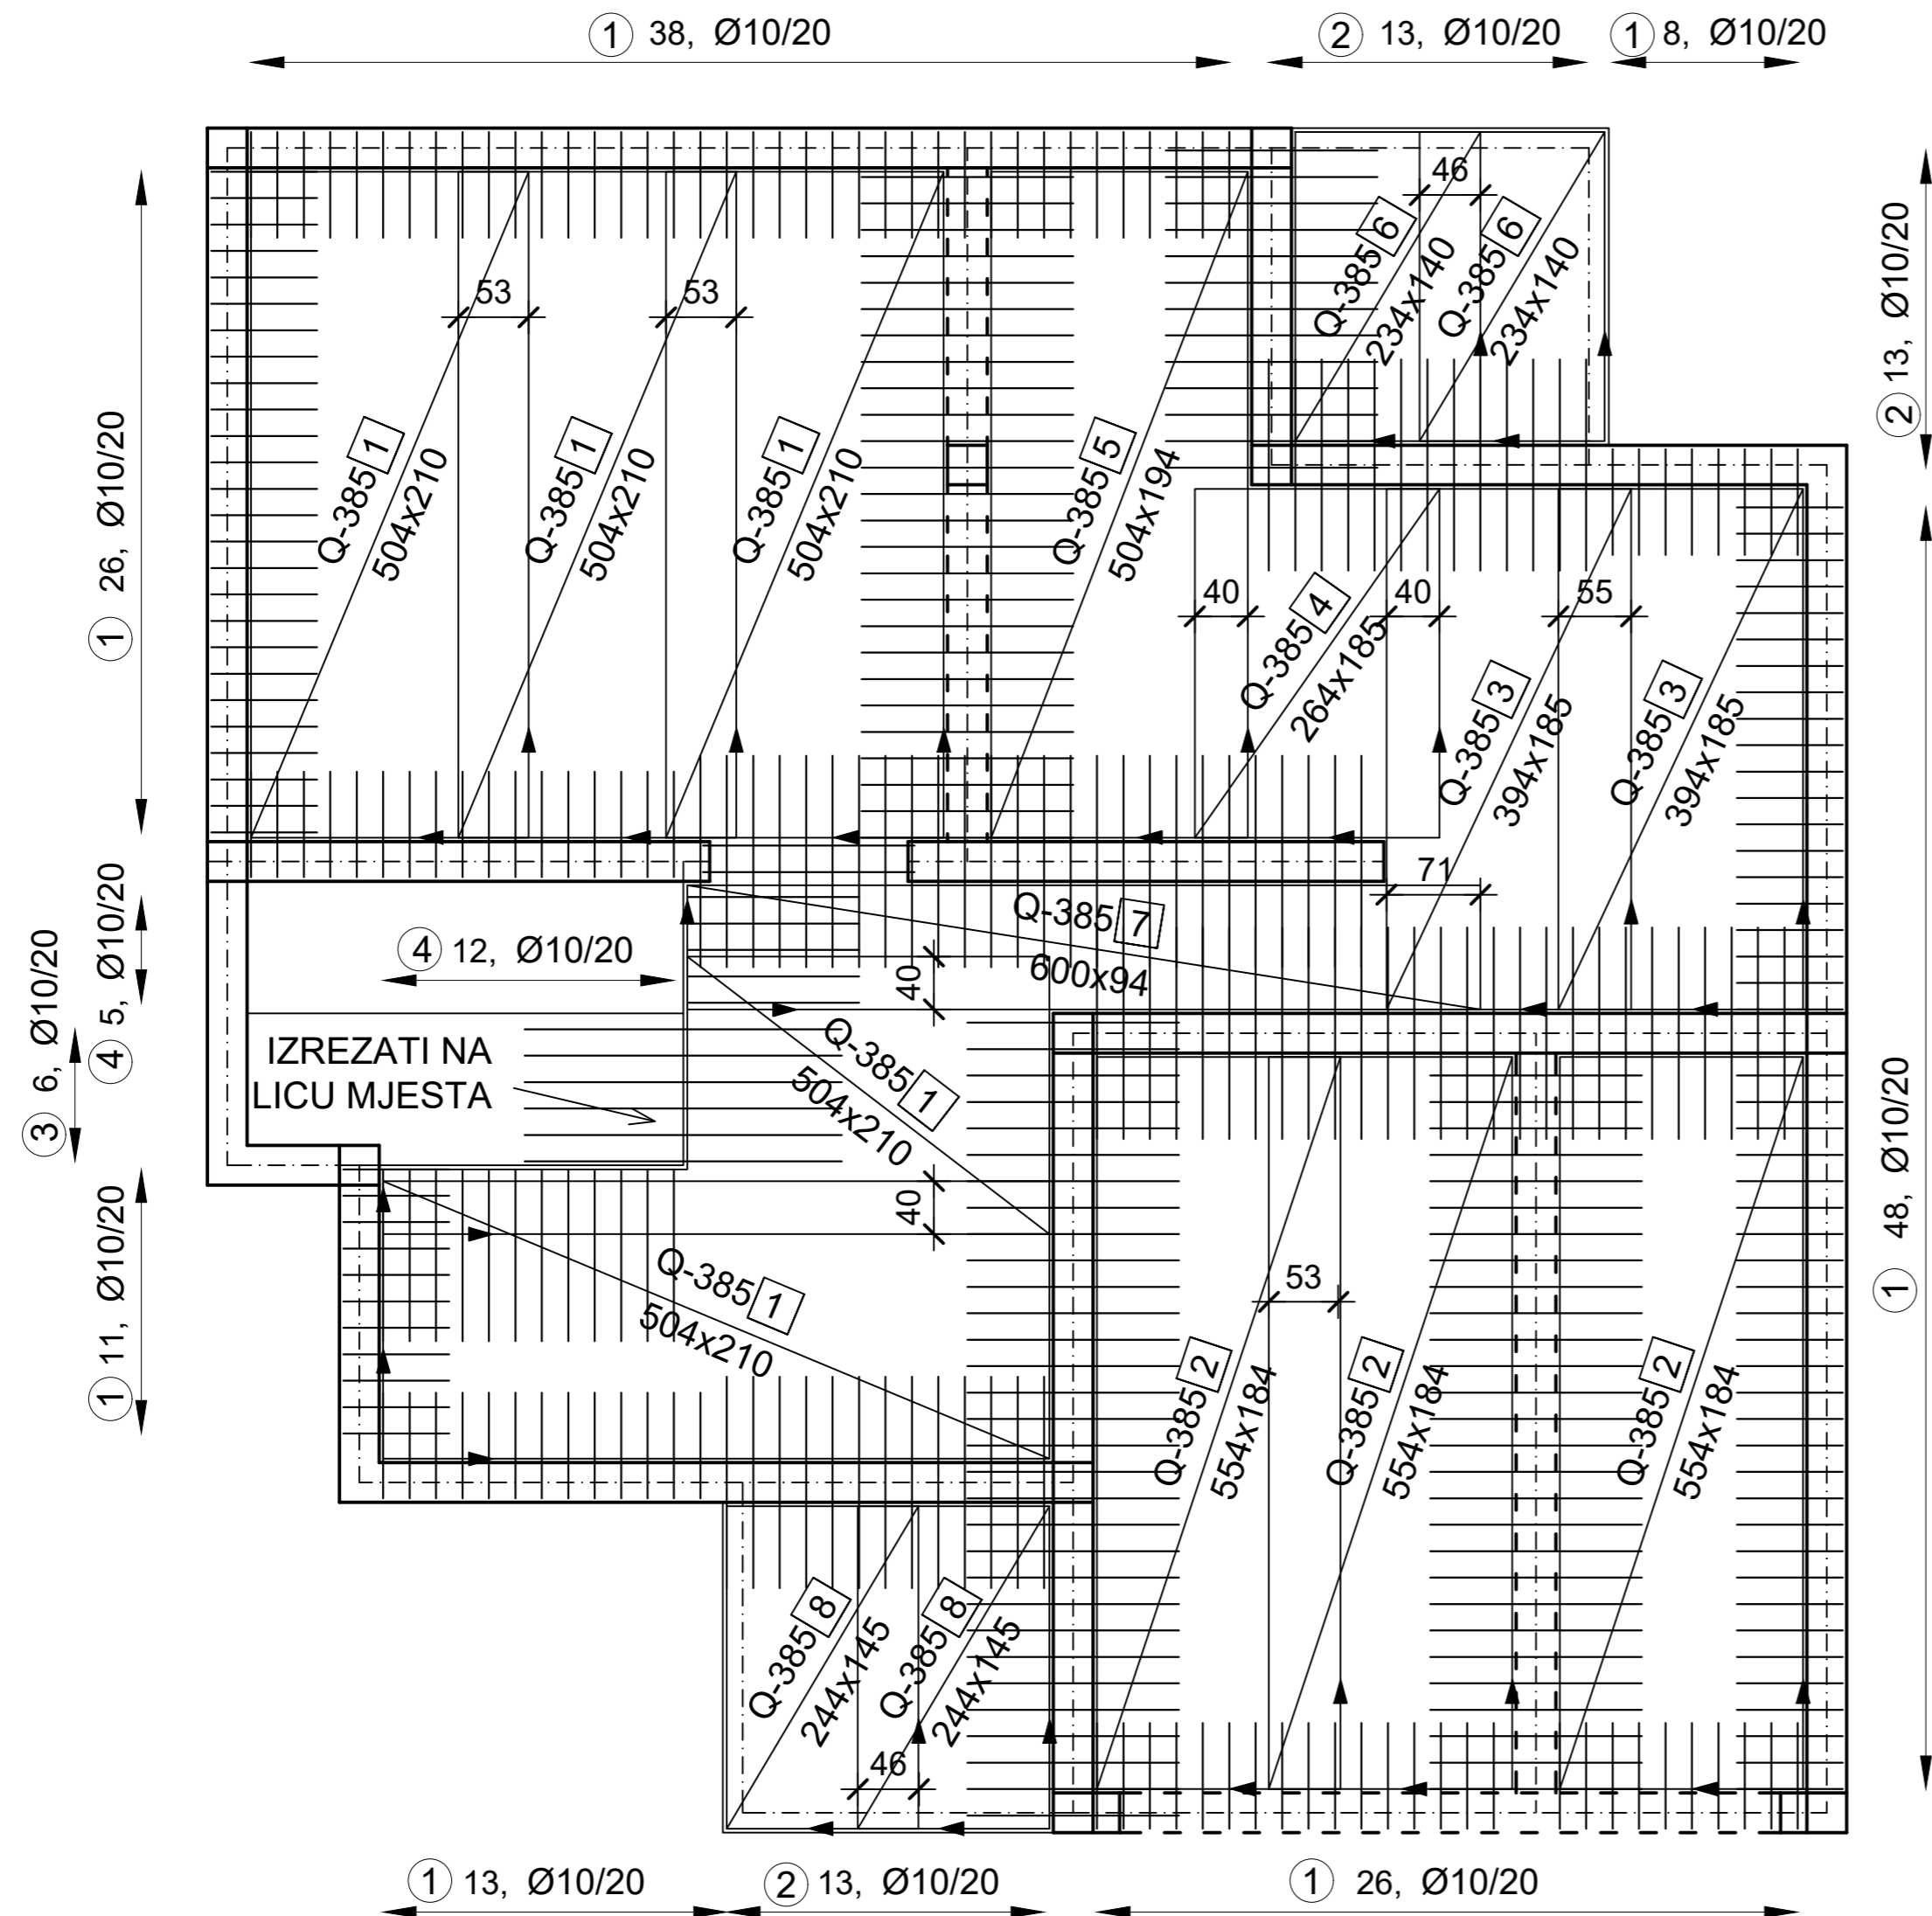 ① 38, Ø10/20
② 13, Ø10/20
① 8, Ø10/20
46
Q-385 6
234x140
Q-385 6
234x140
② 13, Ø10/20
53
53
① 26, Ø10/20
Q-385 1
504x210
Q-385 1
504x210
Q-385 1
504x210
Q-385 5
504x194
40
Q-385 4
264x185
40
55
Q-385 3
394x185
Q-385 3
394x185
71
Q-385 7
600x94
④ 5, Ø10/20
③ 6, Ø10/20
④ 12, Ø10/20
40
IZREZATI NA
LICU MJESTA
Q-385 1
504x210
40
① 11, Ø10/20
Q-385 1
504x210
① 48, Ø10/20
53
Q-385 2
554x184
Q-385 2
554x184
Q-385 2
554x184
Q-385 8
244x145
Q-385 8
244x145
46
① 13, Ø10/20
② 13, Ø10/20
① 26, Ø10/20